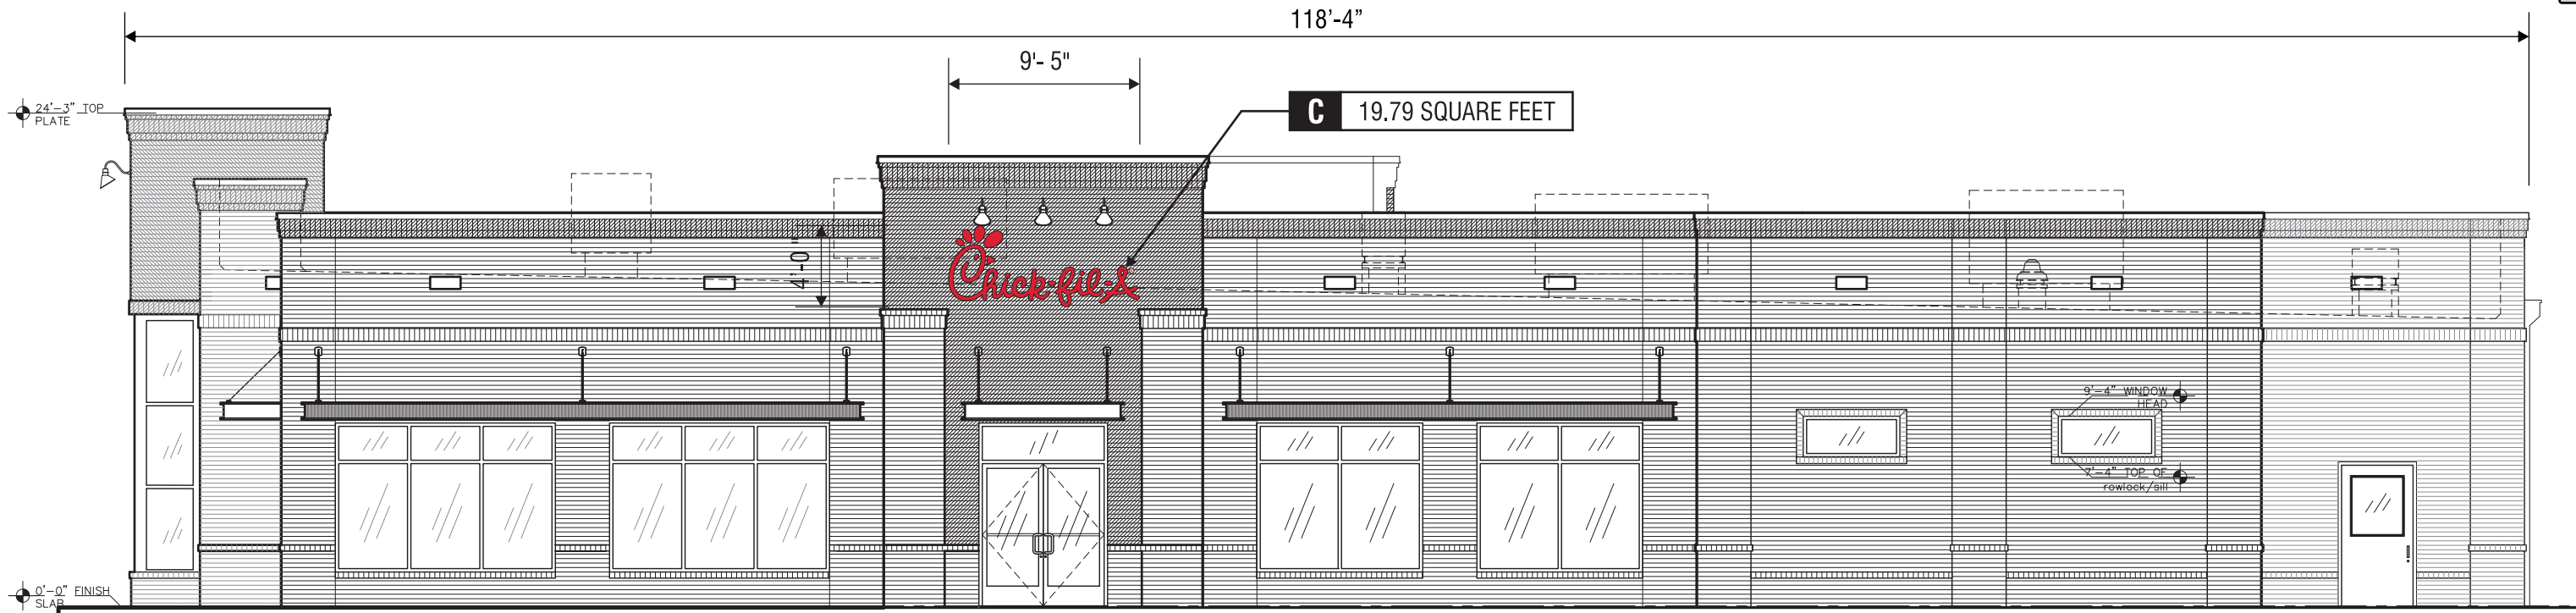 118'-4"
9'- 5"
C 19.79 SQUARE FEET
24'-3" TOP
PLATE
4'-0"
Chick-fil-A
9'-4" WINDOW
HEAD
7'-4" TOP OF
rowlock/sill
0'-0" FINISH
SLAB